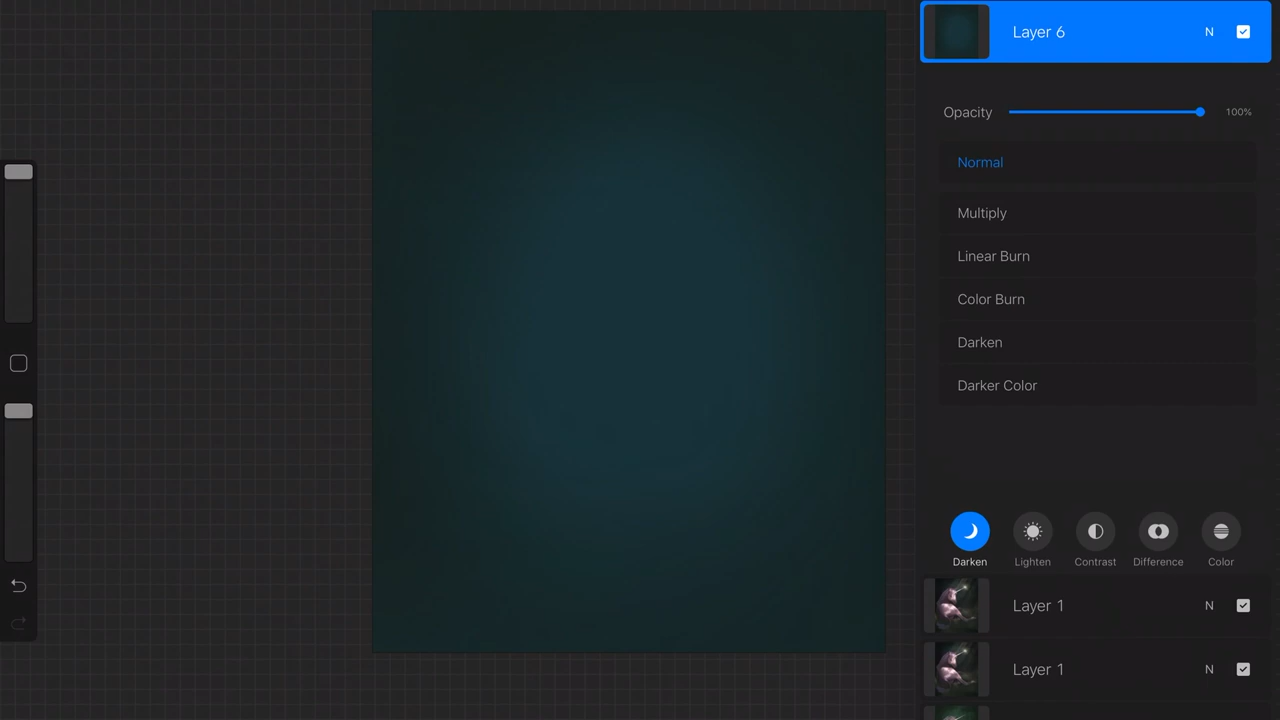 Layer 6 N
Opacity 100%
Normal
Multiply
Linear Burn
Color Burn
Darken
Darker Color
Darken Lighten Contrast Difference Color
Layer 1 N
Layer 1 N